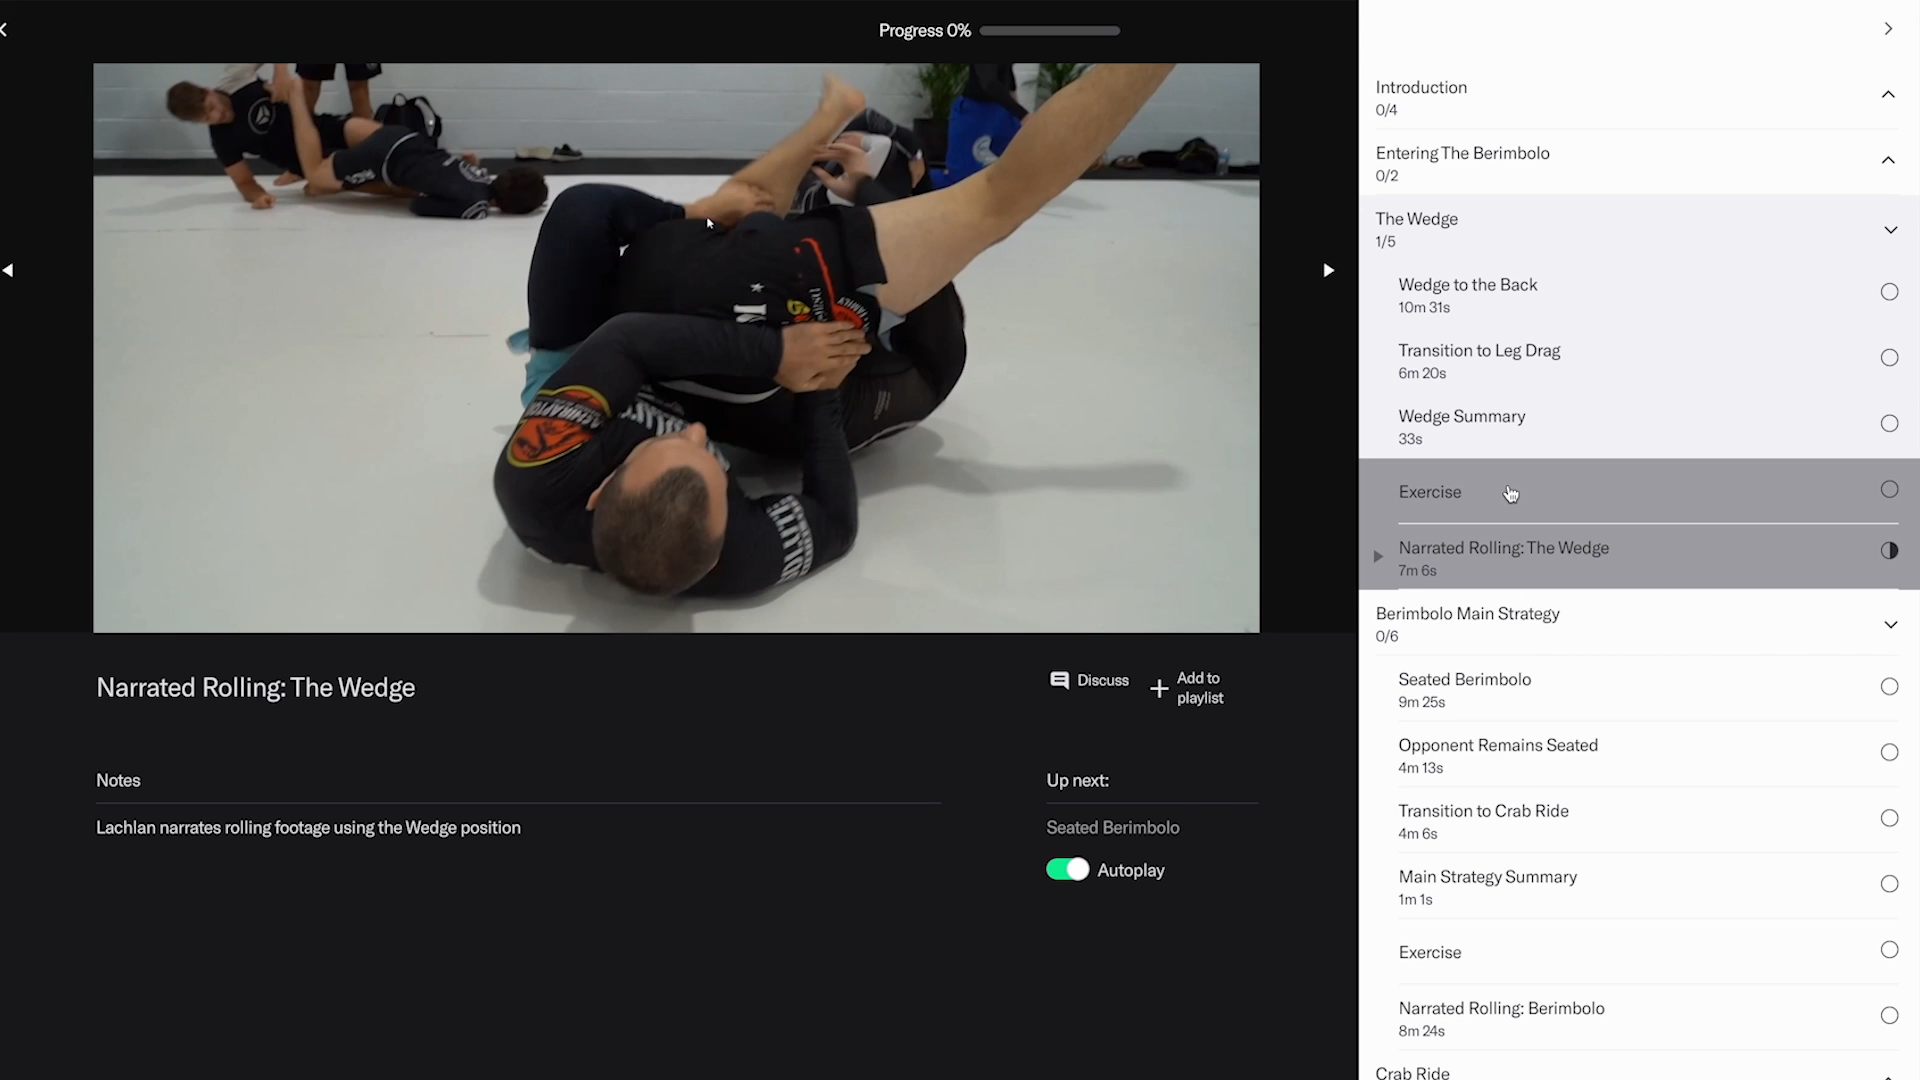 Progress 0%
Narrated Rolling: The Wedge
Discuss
Add to
playlist
Notes
Lachlan narrates rolling footage using the Wedge position
Up next:
Seated Berimbolo
Autoplay
Introduction
0/4
Entering The Berimbolo
0/2
The Wedge
1/5
Wedge to the Back
10m 31s
Transition to Leg Drag
6m 20s
Wedge Summary
33s
Exercise
Narrated Rolling: The Wedge
7m 6s
Berimbolo Main Strategy
0/6
Seated Berimbolo
9m 25s
Opponent Remains Seated
4m 13s
Transition to Crab Ride
4m 6s
Main Strategy Summary
1m 1s
Exercise
Narrated Rolling: Berimbolo
8m 24s
Crab Ride